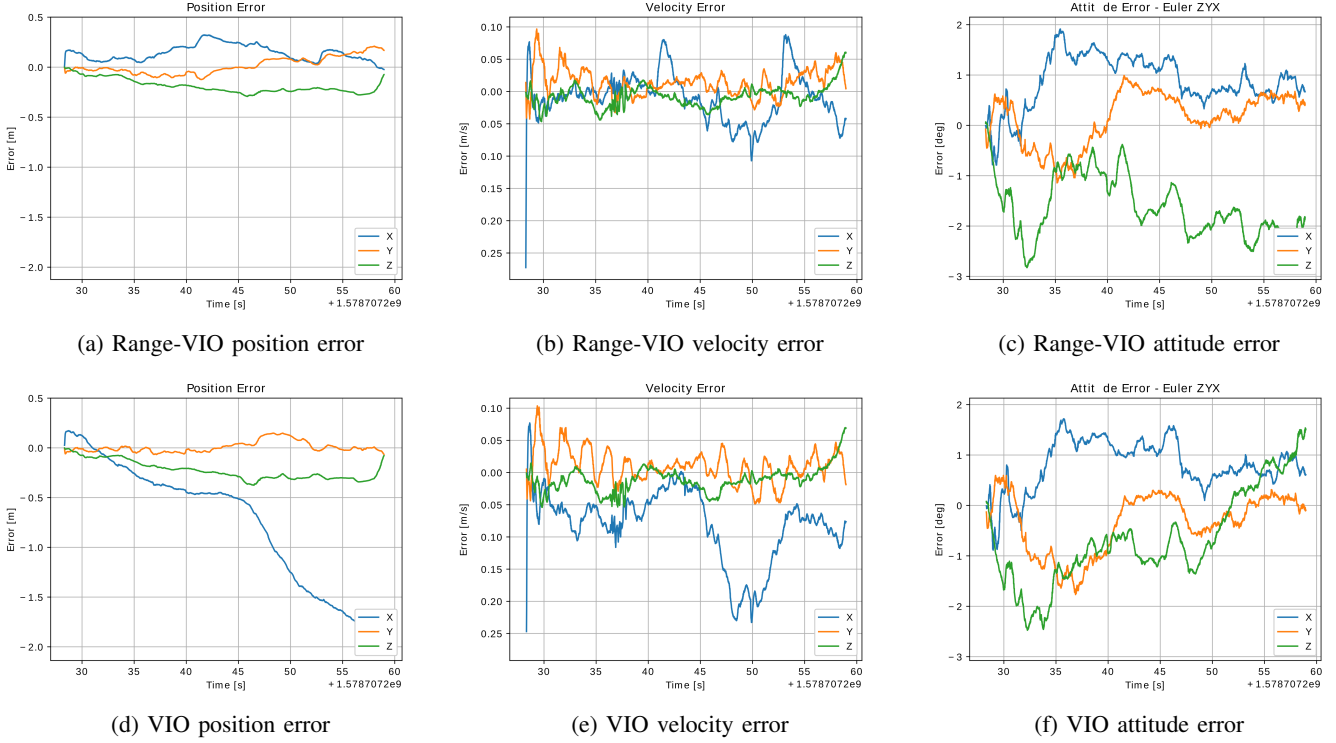 Position Error
Velocity Error
Attit de Error - Euler ZYX
0.5
0.0
− 0.5
− 1.0
− 1.5
− 2.0
Error [m]
X
Y
Z
30 35 40 45 50 55 60
Time [s]
+ 1.5787072e9
0.10
0.05
0.00
0.05
0.10
0.15
0.20
0.25
Error [m/s]
X
Y
Z
30 35 40 45 50 55 60
Time [s]
+ 1.5787072e9
2
1
0
− 1
− 2
− 3
Error [deg]
X
Y
Z
30 35 40 45 50 55 60
Time [s]
+ 1.5787072e9
(a) Range-VIO position error
(b) Range-VIO velocity error
(c) Range-VIO attitude error
Position Error
Velocity Error
Attit de Error - Euler ZYX
0.5
0.0
− 0.5
− 1.0
− 1.5
− 2.0
Error [m]
X
Y
Z
30 35 40 45 50 55 60
Time [s]
+ 1.5787072e9
0.10
0.05
0.00
0.05
0.10
0.15
0.20
0.25
Error [m/s]
X
Y
Z
30 35 40 45 50 55 60
Time [s]
+ 1.5787072e9
2
1
0
− 1
− 2
− 3
Error [deg]
X
Y
Z
30 35 40 45 50 55 60
Time [s]
+ 1.5787072e9
(d) VIO position error
(e) VIO velocity error
(f) VIO attitude error